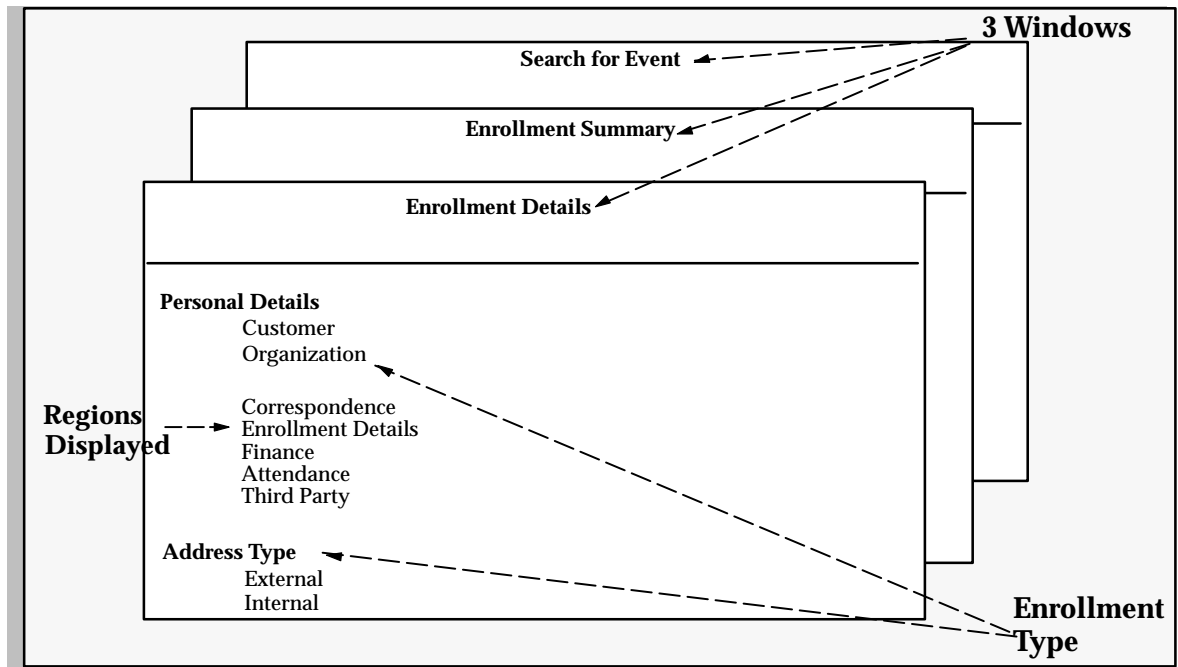 3 Windows
Search for Event
Enrollment Summary
Enrollment Details
Personal Details
Customer
Organization
Regions
Displayed
Correspondence
Enrollment Details
Finance
Attendance
Third Party
Address Type
External
Internal
Enrollment
Type